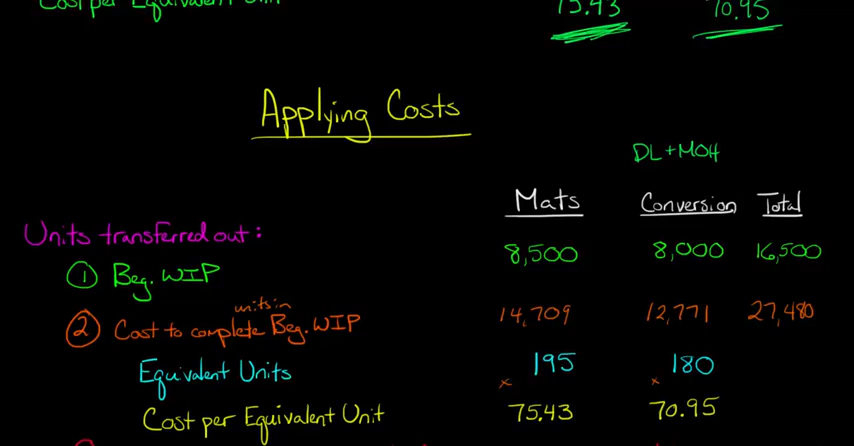 Cost per Equivalent Unit 75.43 70.95
Applying Costs
DL + MOH
Mats Conversion Total
Units transferred out:
① Beg. WIP 8,500 8,000 16,500
units in
② Cost to complete Beg. WIP 14,709 12,771 27,480
Equivalent Units × 195 × 180
Cost per Equivalent Unit 75.43 70.95